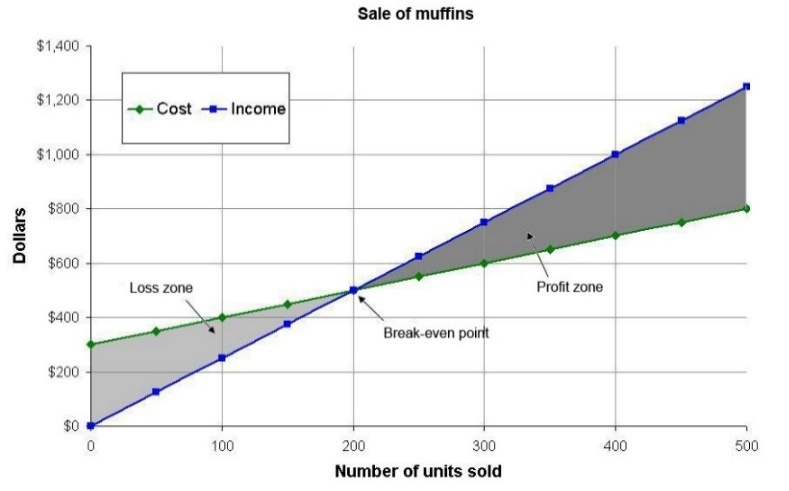 Sale of muffins
$1,400
$1,200
$1,000
$800
$600
$400
$200
$0
Dollars
Cost Income
Loss zone
Profit zone
Break-even point
0 100 200 300 400 500
Number of units sold